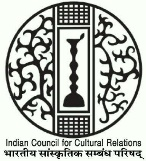 Indian Council for Cultural Relations
भारतीय सांस्कृतिक सम्बंध परिषद्